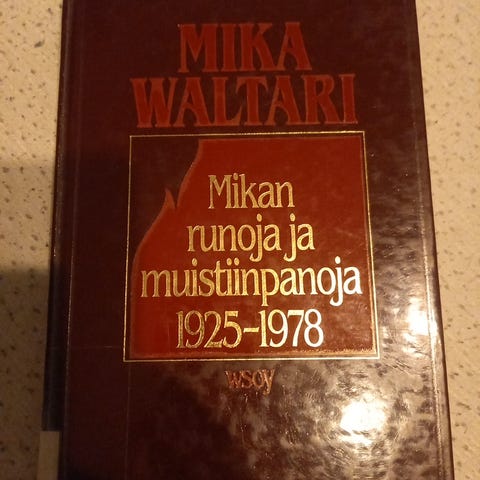 MIKA
WALTARI
Mikan
runoja ja
muistiinpanoja
1925-1978
wsoy